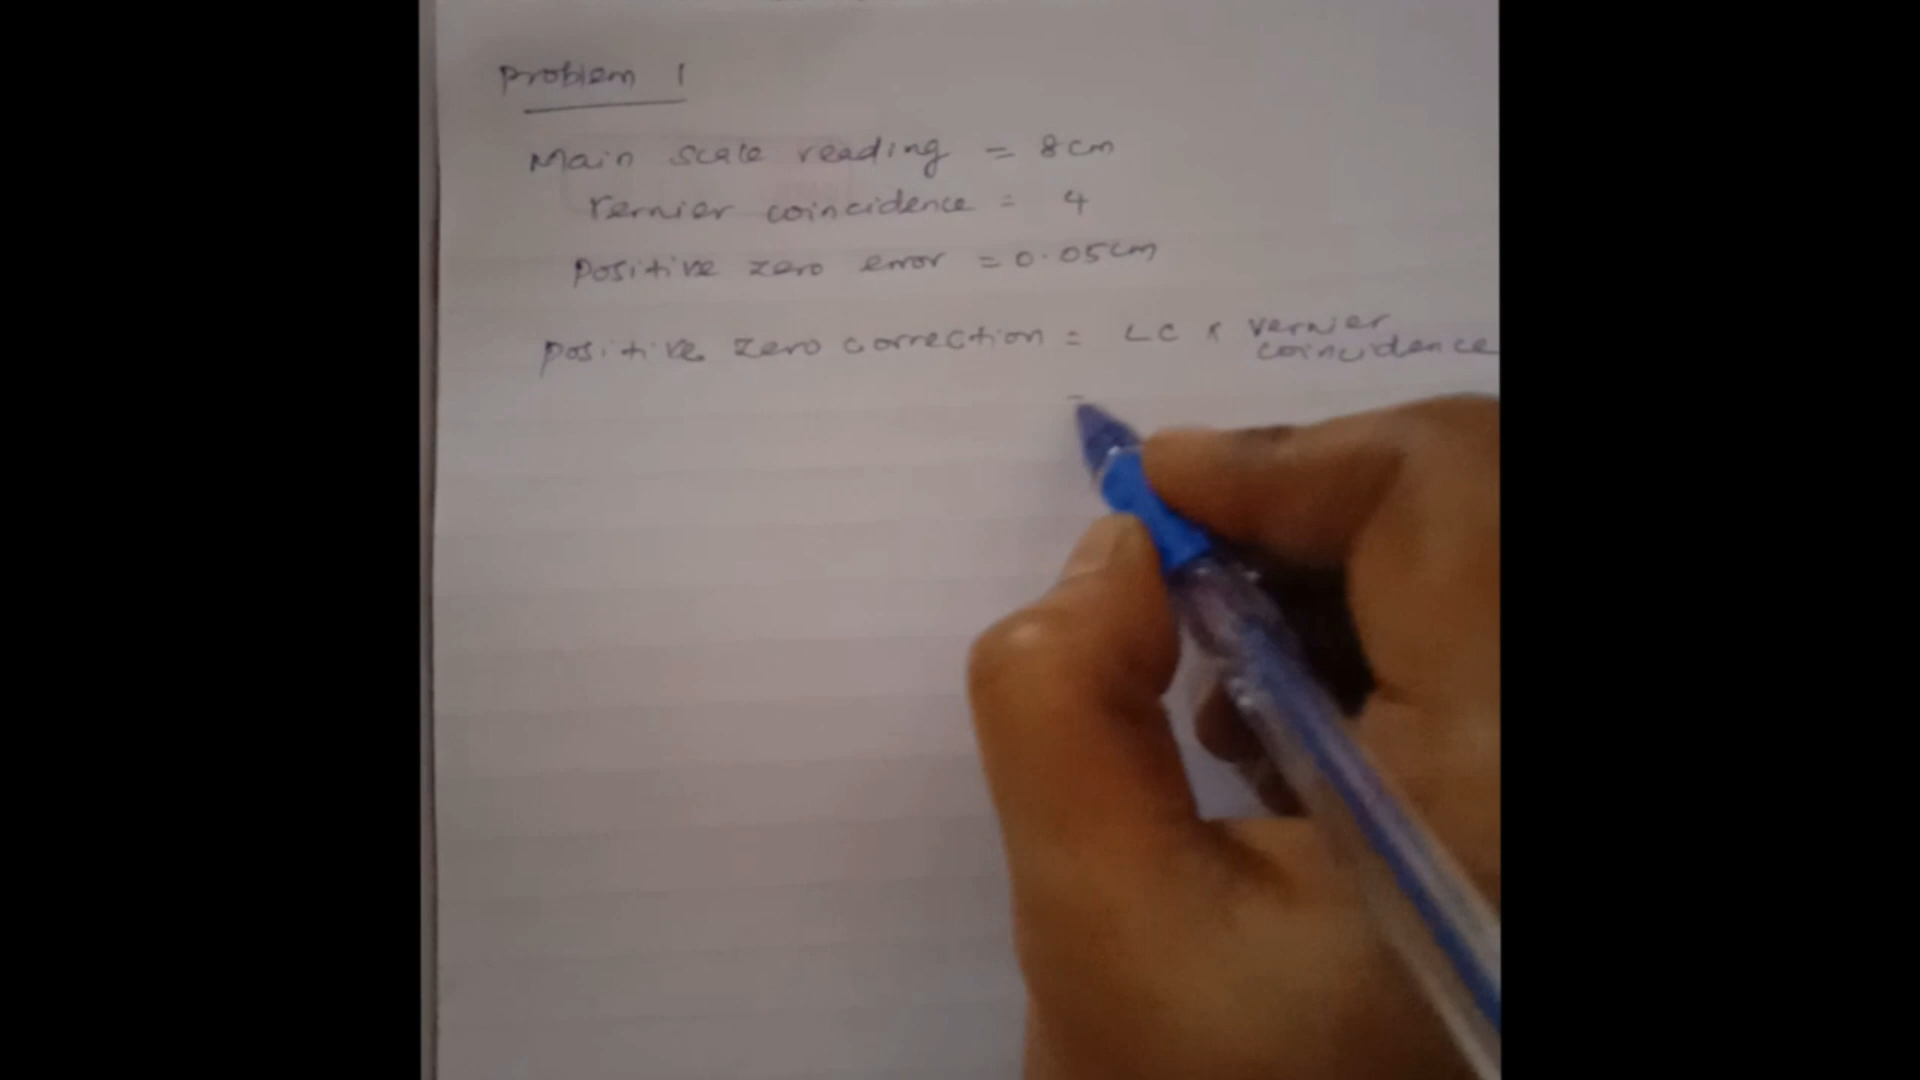 Problem 1
Main scale reading = 8cm
Vernier coincidence = 4
Positive zero error = 0.05cm
Positive zero correction = LC x vernier
coincidence